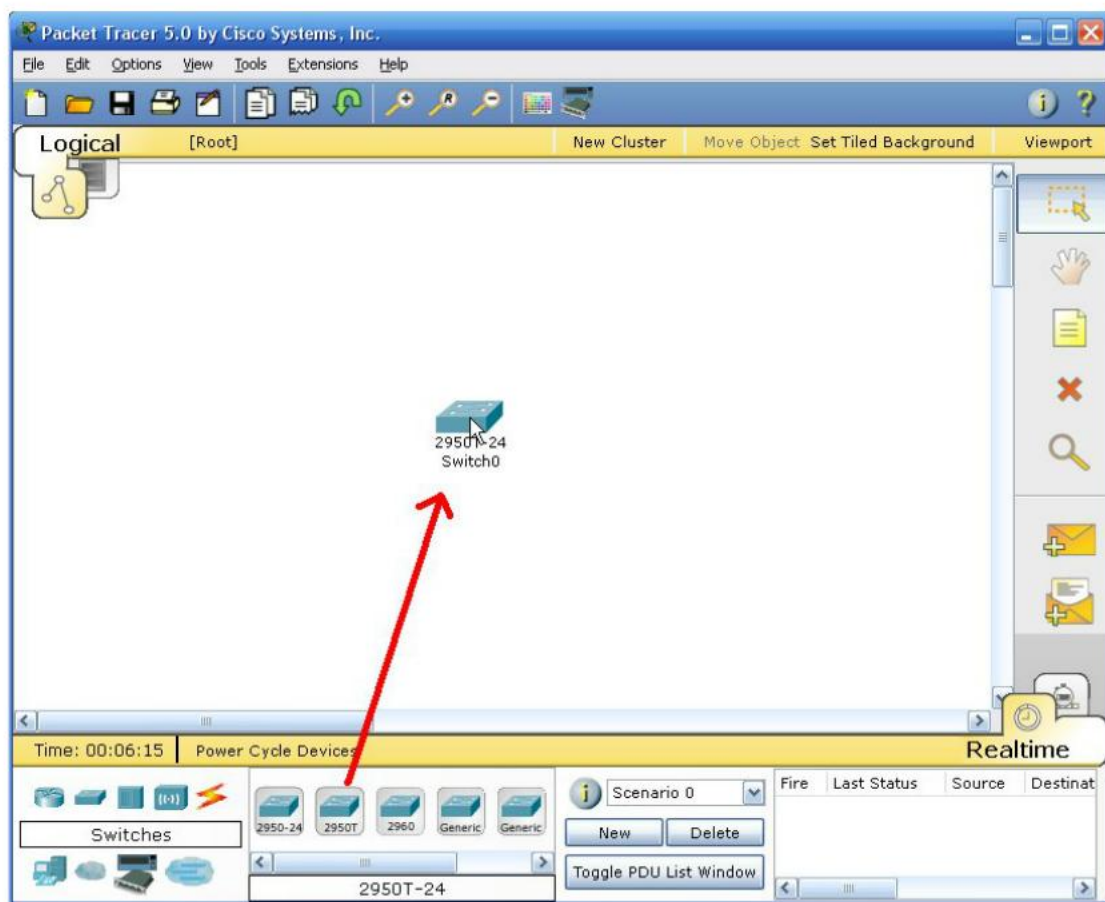 Packet Tracer 5.0 by Cisco Systems, Inc.
File Edit Options View Tools Extensions Help
Logical [Root] New Cluster Move Object Set Tiled Background Viewport
2950T-24
Switch0
Time: 00:06:15 Power Cycle Devices Realtime
Switches
2950-24 2950T 2960 Generic Generic
2950T-24
Scenario 0
New Delete
Toggle PDU List Window
Fire Last Status Source Destinat